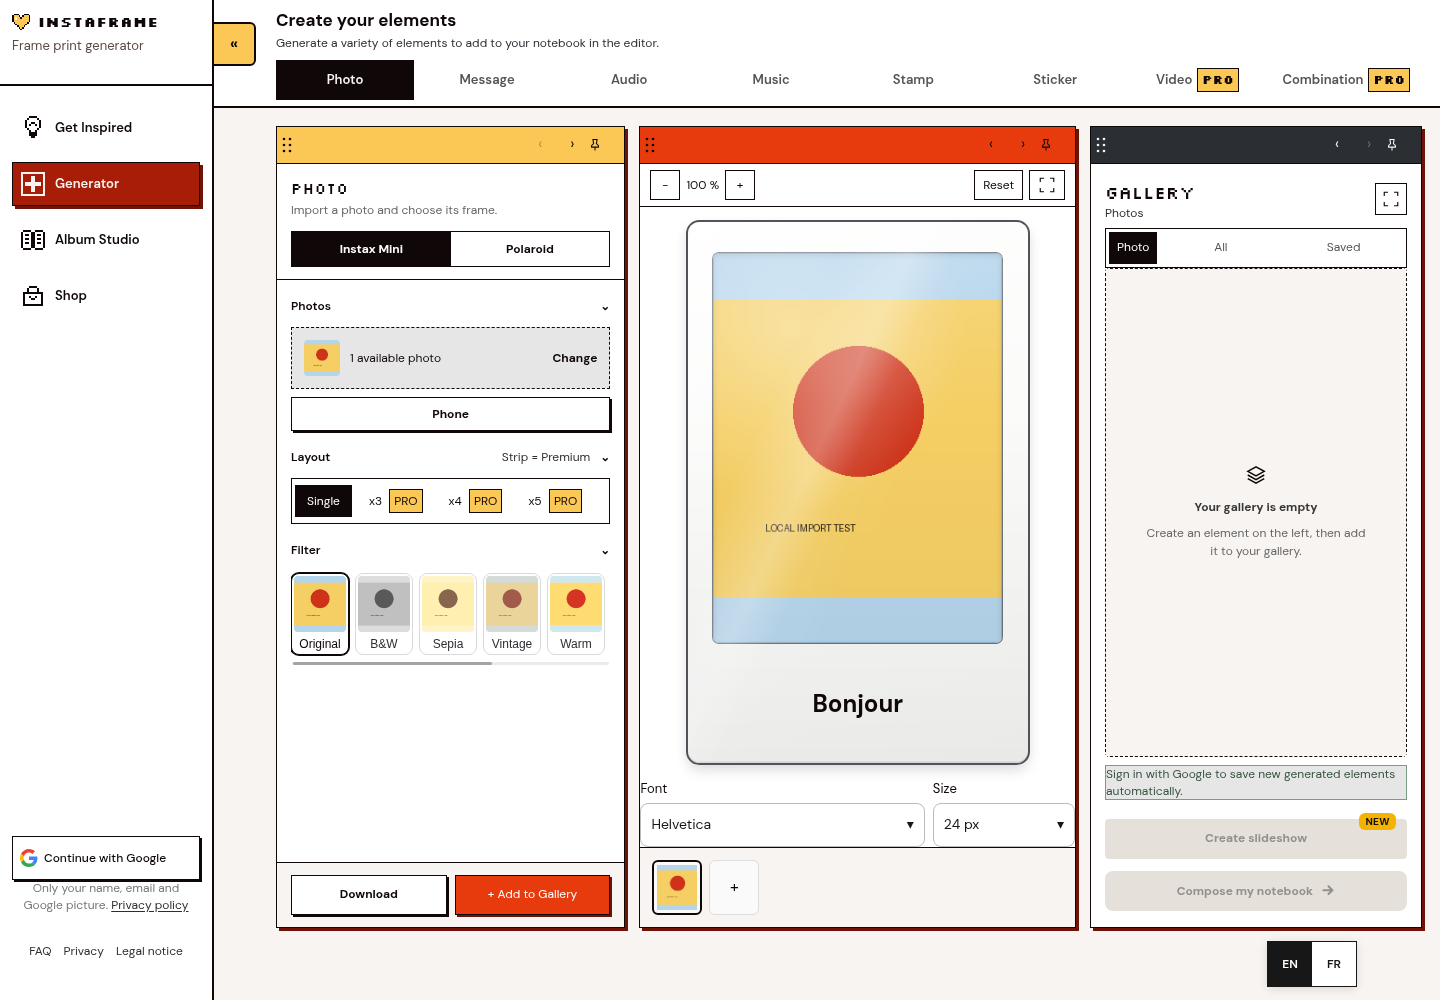 INSTAFRAME
Frame print generator
Get Inspired
Generator
Album Studio
Shop
Continue with Google
Only your name, email and
Google picture. Privacy policy
FAQ Privacy Legal notice
«
Create your elements
Generate a variety of elements to add to your notebook in the editor.
Photo Message Audio Music Stamp Sticker Video PRO Combination PRO
PHOTO
Import a photo and choose its frame.
Instax Mini Polaroid
Photos
1 available photo Change
Phone
Layout Strip = Premium
Single x3 PRO x4 PRO x5 PRO
Filter
Original B&W Sepia Vintage Warm
Download + Add to Gallery
- 100 % + Reset
LOCAL IMPORT TEST
Bonjour
Font Size
Helvetica 24 px
+
GALLERY
Photos
Photo All Saved
Your gallery is empty
Create an element on the left, then add
it to your gallery.
Sign in with Google to save new generated elements
automatically.
NEW
Create slideshow
Compose my notebook →
EN FR